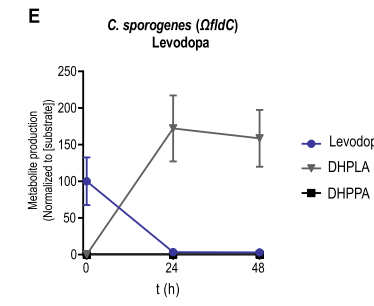 E
C. sporogenes (ΩfldC)
Levodopa
Metabolite production
(Normalized to [substrate])
250
200
150
100
50
0
0 24 48
t (h)
Levodop
DHPLA
DHPPA